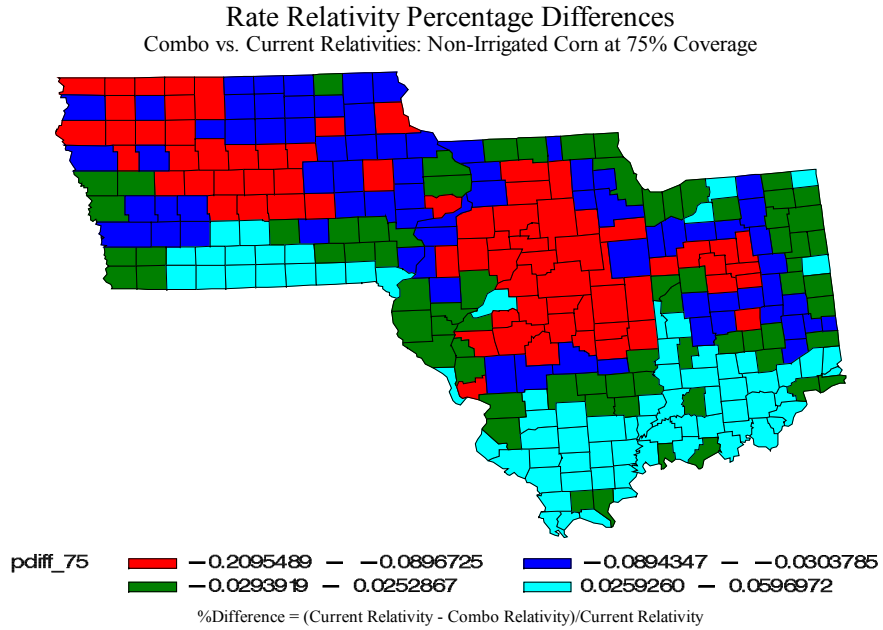 Rate Relativity Percentage Differences
Combo vs. Current Relativities: Non-Irrigated Corn at 75% Coverage
pdiff_75 −0.2095489 − −0.0896725 −0.0894347 − −0.0303785
−0.0293919 − 0.0252867 0.0259260 − 0.0596972
%Difference = (Current Relativity - Combo Relativity)/Current Relativity